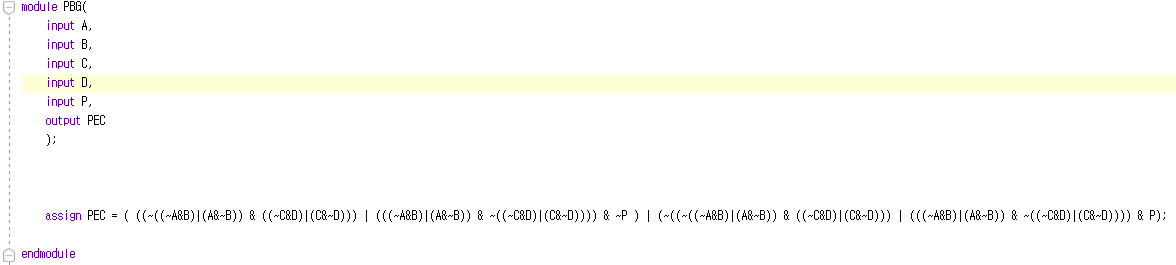 module PBG(
input A,
input B,
input C,
input D,
input P,
output PEC
);
assign PEC = ( ((~((~A&B)|(A&~B)) & ((~C&D)|(C&~D))) | (((~A&B)|(A&~B)) & ~((~C&D)|(C&~D)))) & ~P ) | (~((~((~A&B)|(A&~B)) & ((~C&D)|(C&~D))) | (((~A&B)|(A&~B)) & ~((~C&D)|(C&~D)))) & P);
endmodule